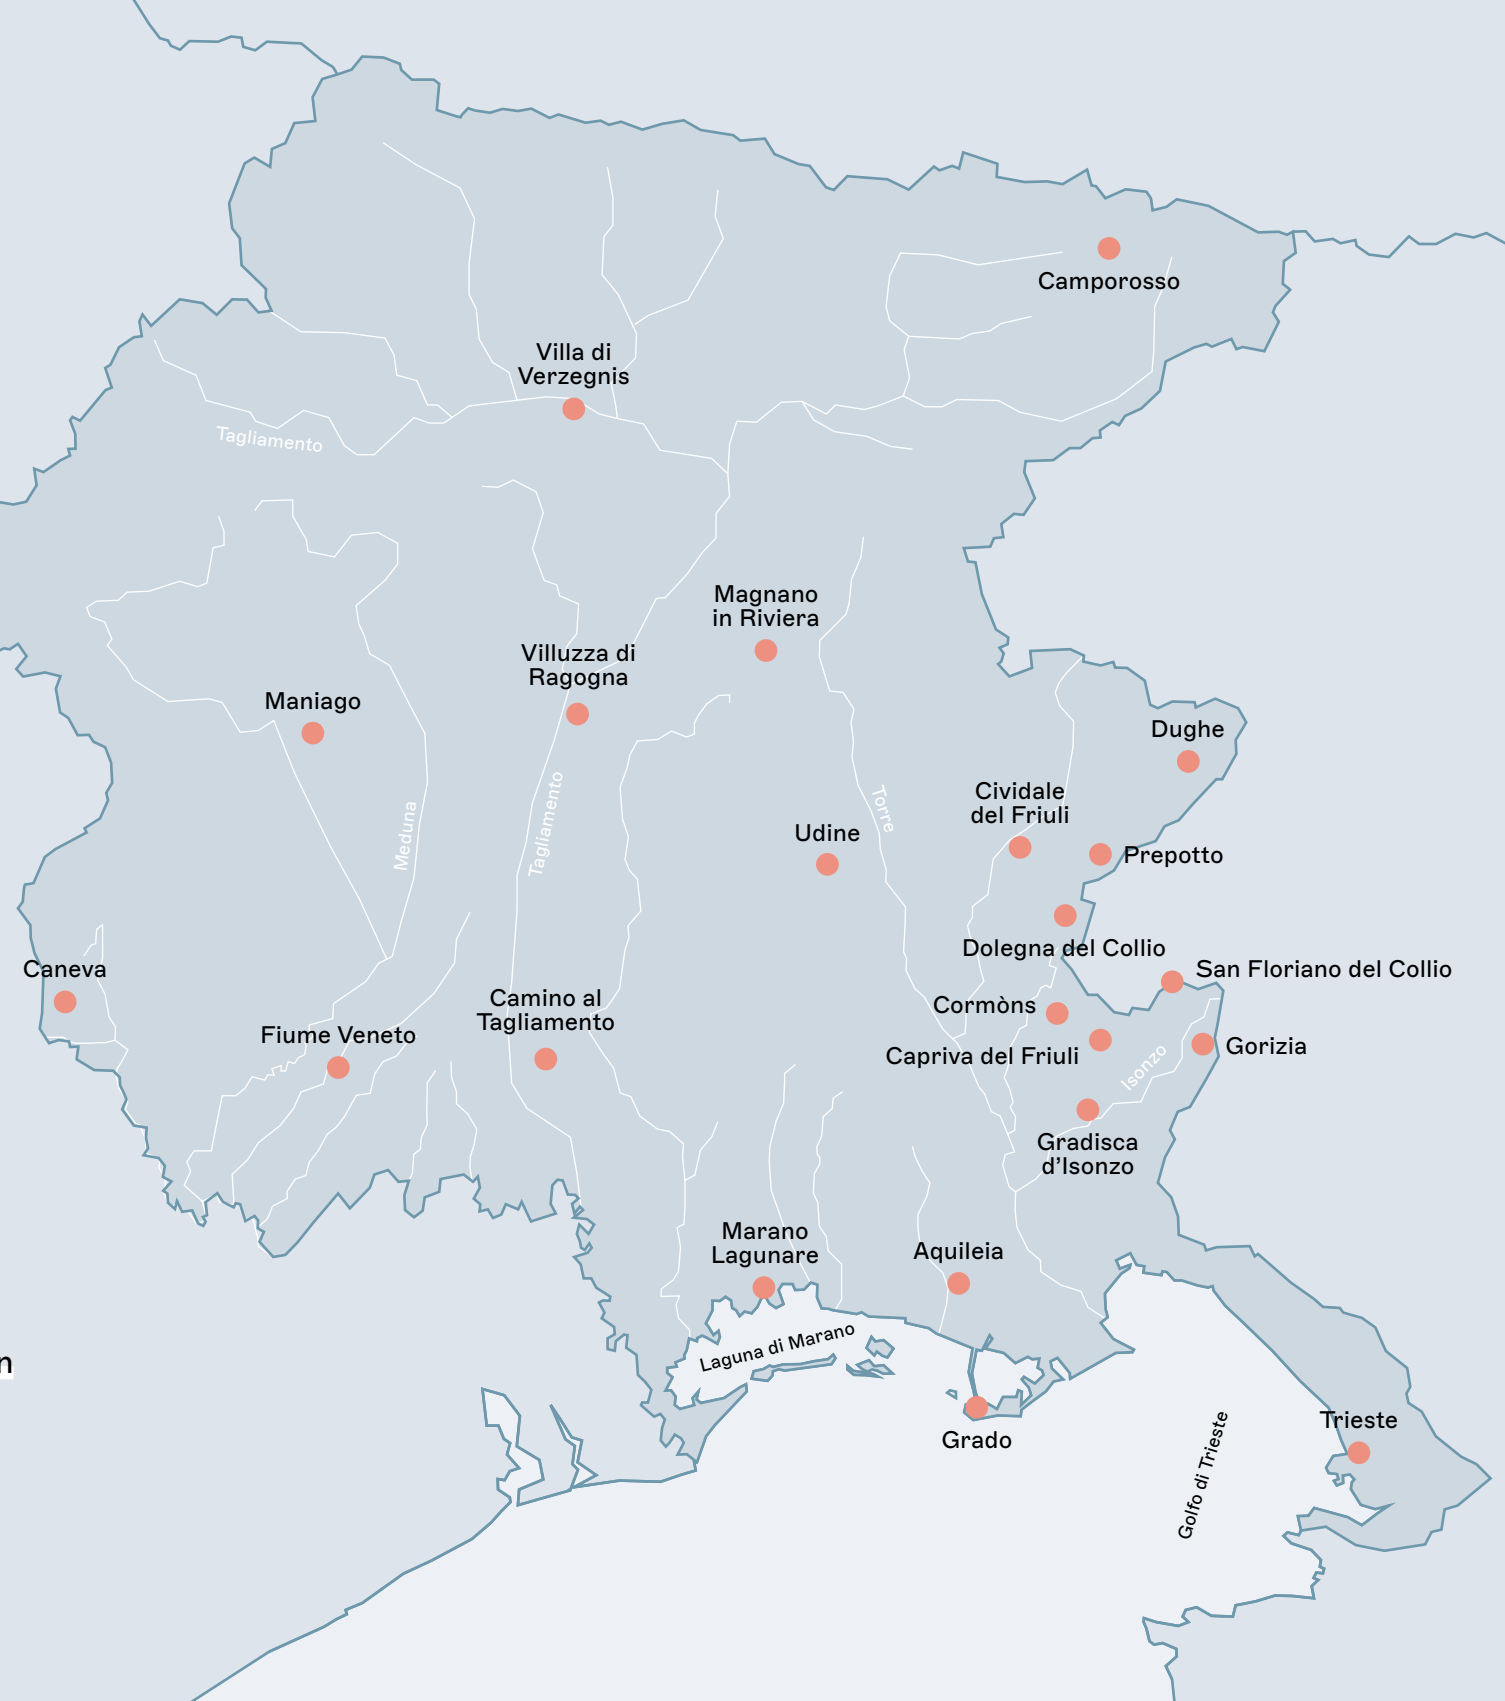 Camporosso
Villa di
Verzegnis
Tagliamento
Magnano
in Riviera
Villuzza di
Ragogna
Maniago
Dughe
Meduna
Tagliamento
Torre
Cividale
del Friuli
Udine
Prepotto
Dolegna del Collio
Caneva
San Floriano del Collio
Camino al
Tagliamento
Cormòns
Fiume Veneto
Capriva del Friuli
Isonzo
Gorizia
Gradisca
d'Isonzo
Marano
Lagunare
Aquileia
Laguna di Marano
n
Grado
Trieste
Golfo di Trieste